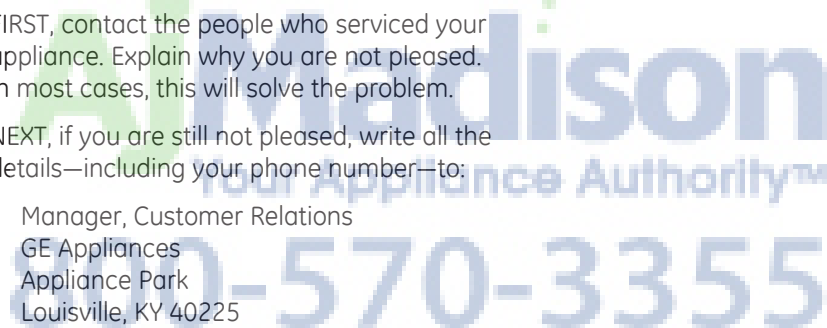 FIRST, contact the people who serviced your
appliance. Explain why you are not pleased.
In most cases, this will solve the problem.
NEXT, if you are still not pleased, write all the
details—including your phone number—to:
Manager, Customer Relations
GE Appliances
Appliance Park
Louisville, KY 40225
AjMadison
Your Appliance Authority™
800-570-3355